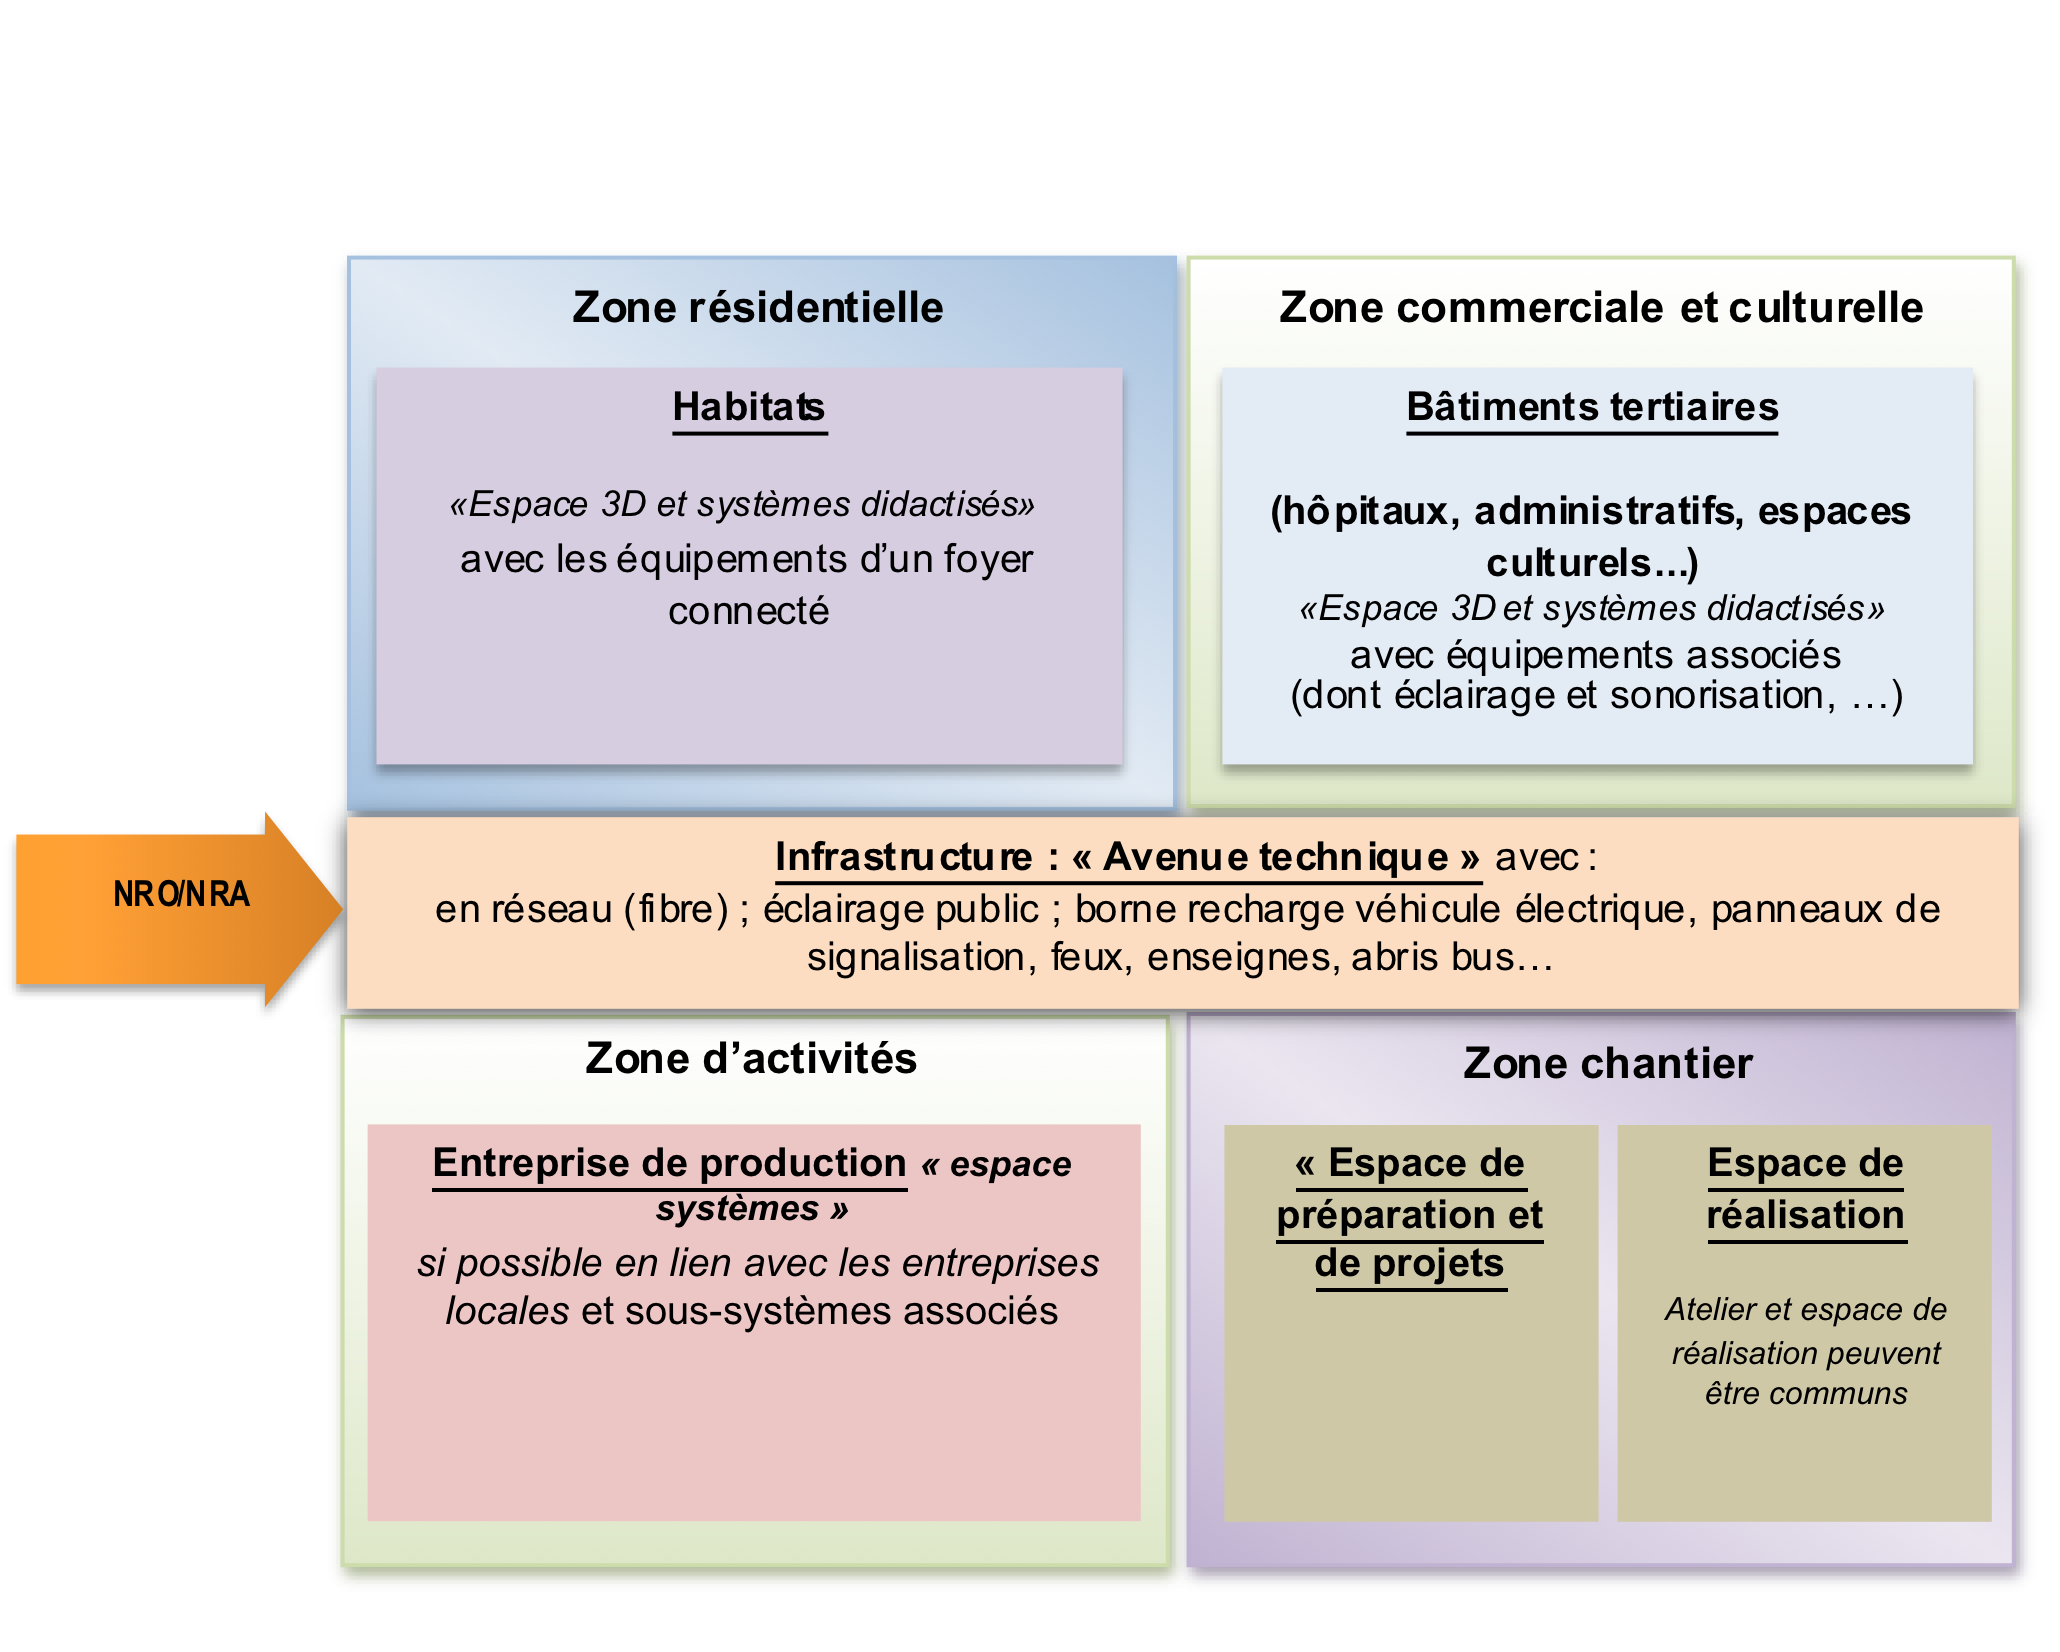 Zone résidentielle
Habitats
«Espace 3D et systèmes didactisés»
avec les équipements d’un foyer
connecté
Zone commerciale et culturelle
Bâtiments tertiaires
(hôpitaux, administratifs, espaces
culturels...)
«Espace 3D et systèmes didactisés»
avec équipements associés
(dont éclairage et sonorisation, …)
NRO/NRA
Infrastructure : « Avenue technique » avec :
en réseau (fibre) ; éclairage public ; borne recharge véhicule électrique, panneaux de
signalisation, feux, enseignes, abris bus…
Zone d’activités
Entreprise de production « espace
systèmes »
si possible en lien avec les entreprises
locales et sous-systèmes associés
Zone chantier
« Espace de
préparation et
de projets
Espace de
réalisation
Atelier et espace de
réalisation peuvent
être communs